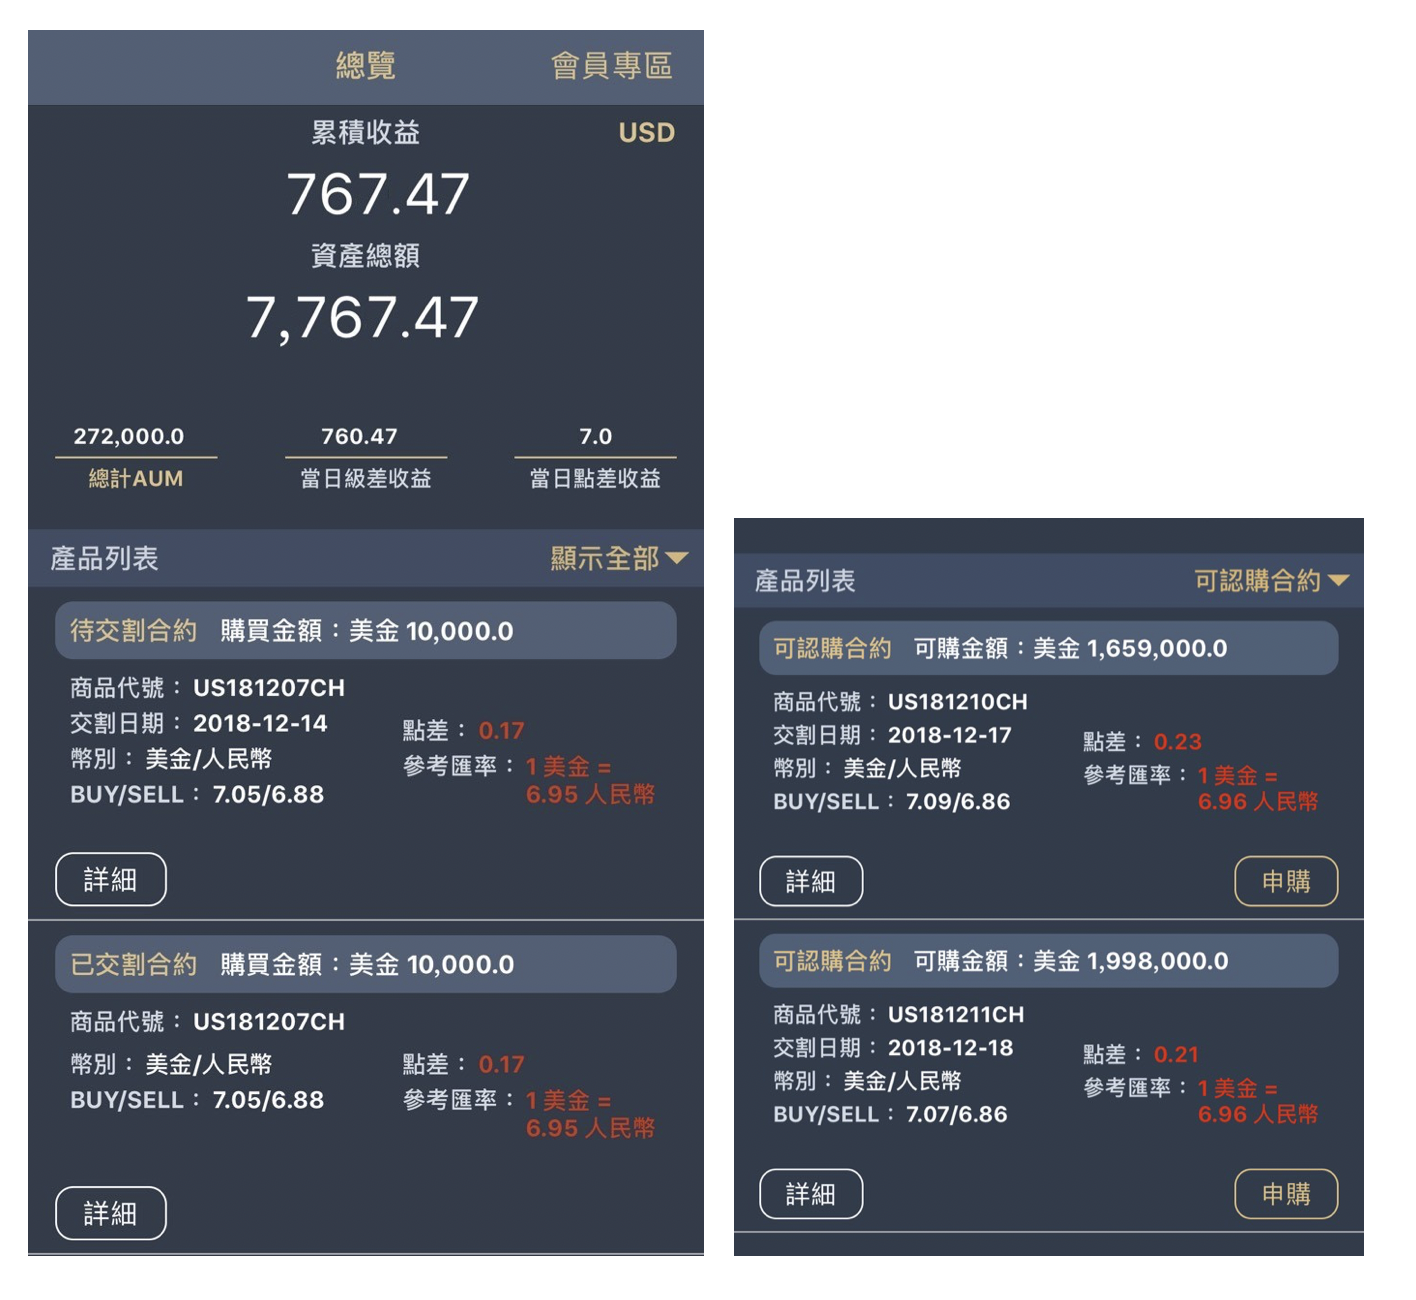 總覽 會員專區
累積收益 USD
767.47
資產總額
7,767.47
272,000.0 760.47 7.0
總計AUM 當日級差收益 當日點差收益
產品列表 顯示全部
待交割合約 購買金額：美金 10,000.0
商品代號： US181207CH
交割日期： 2018-12-14
幣別： 美金/人民幣
BUY/SELL： 7.05/6.88
點差： 0.17
參考匯率： 1 美金 =
6.95 人民幣
詳細
已交割合約 購買金額：美金 10,000.0
商品代號： US181207CH
幣別： 美金/人民幣
BUY/SELL： 7.05/6.88
點差： 0.17
參考匯率： 1 美金 =
6.95 人民幣
詳細
產品列表 可認購合約
可認購合約 可購金額：美金 1,659,000.0
商品代號： US181210CH
交割日期： 2018-12-17
幣別： 美金/人民幣
BUY/SELL： 7.09/6.86
點差： 0.23
參考匯率： 1 美金 =
6.96 人民幣
詳細 申購
可認購合約 可購金額：美金 1,998,000.0
商品代號： US181211CH
交割日期： 2018-12-18
幣別： 美金/人民幣
BUY/SELL： 7.07/6.86
點差： 0.21
參考匯率： 1 美金 =
6.96 人民幣
詳細 申購